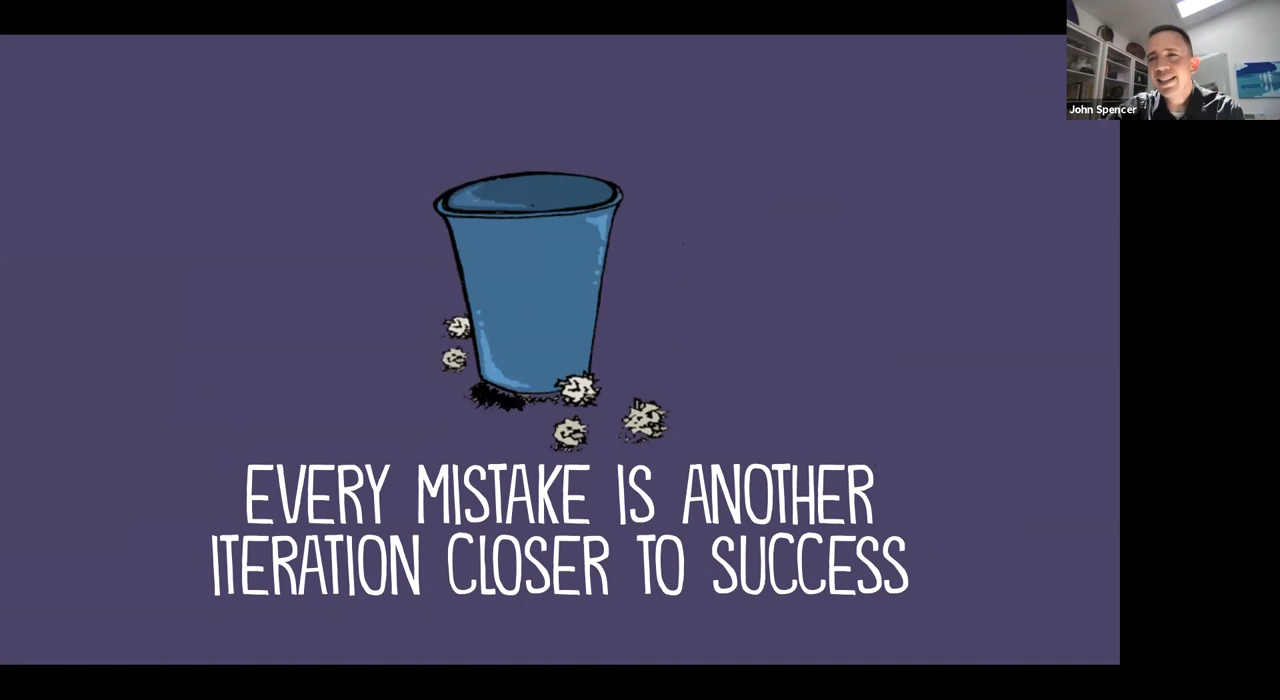 John Spencer
EVERY MISTAKE IS ANOTHER
ITERATION CLOSER TO SUCCESS